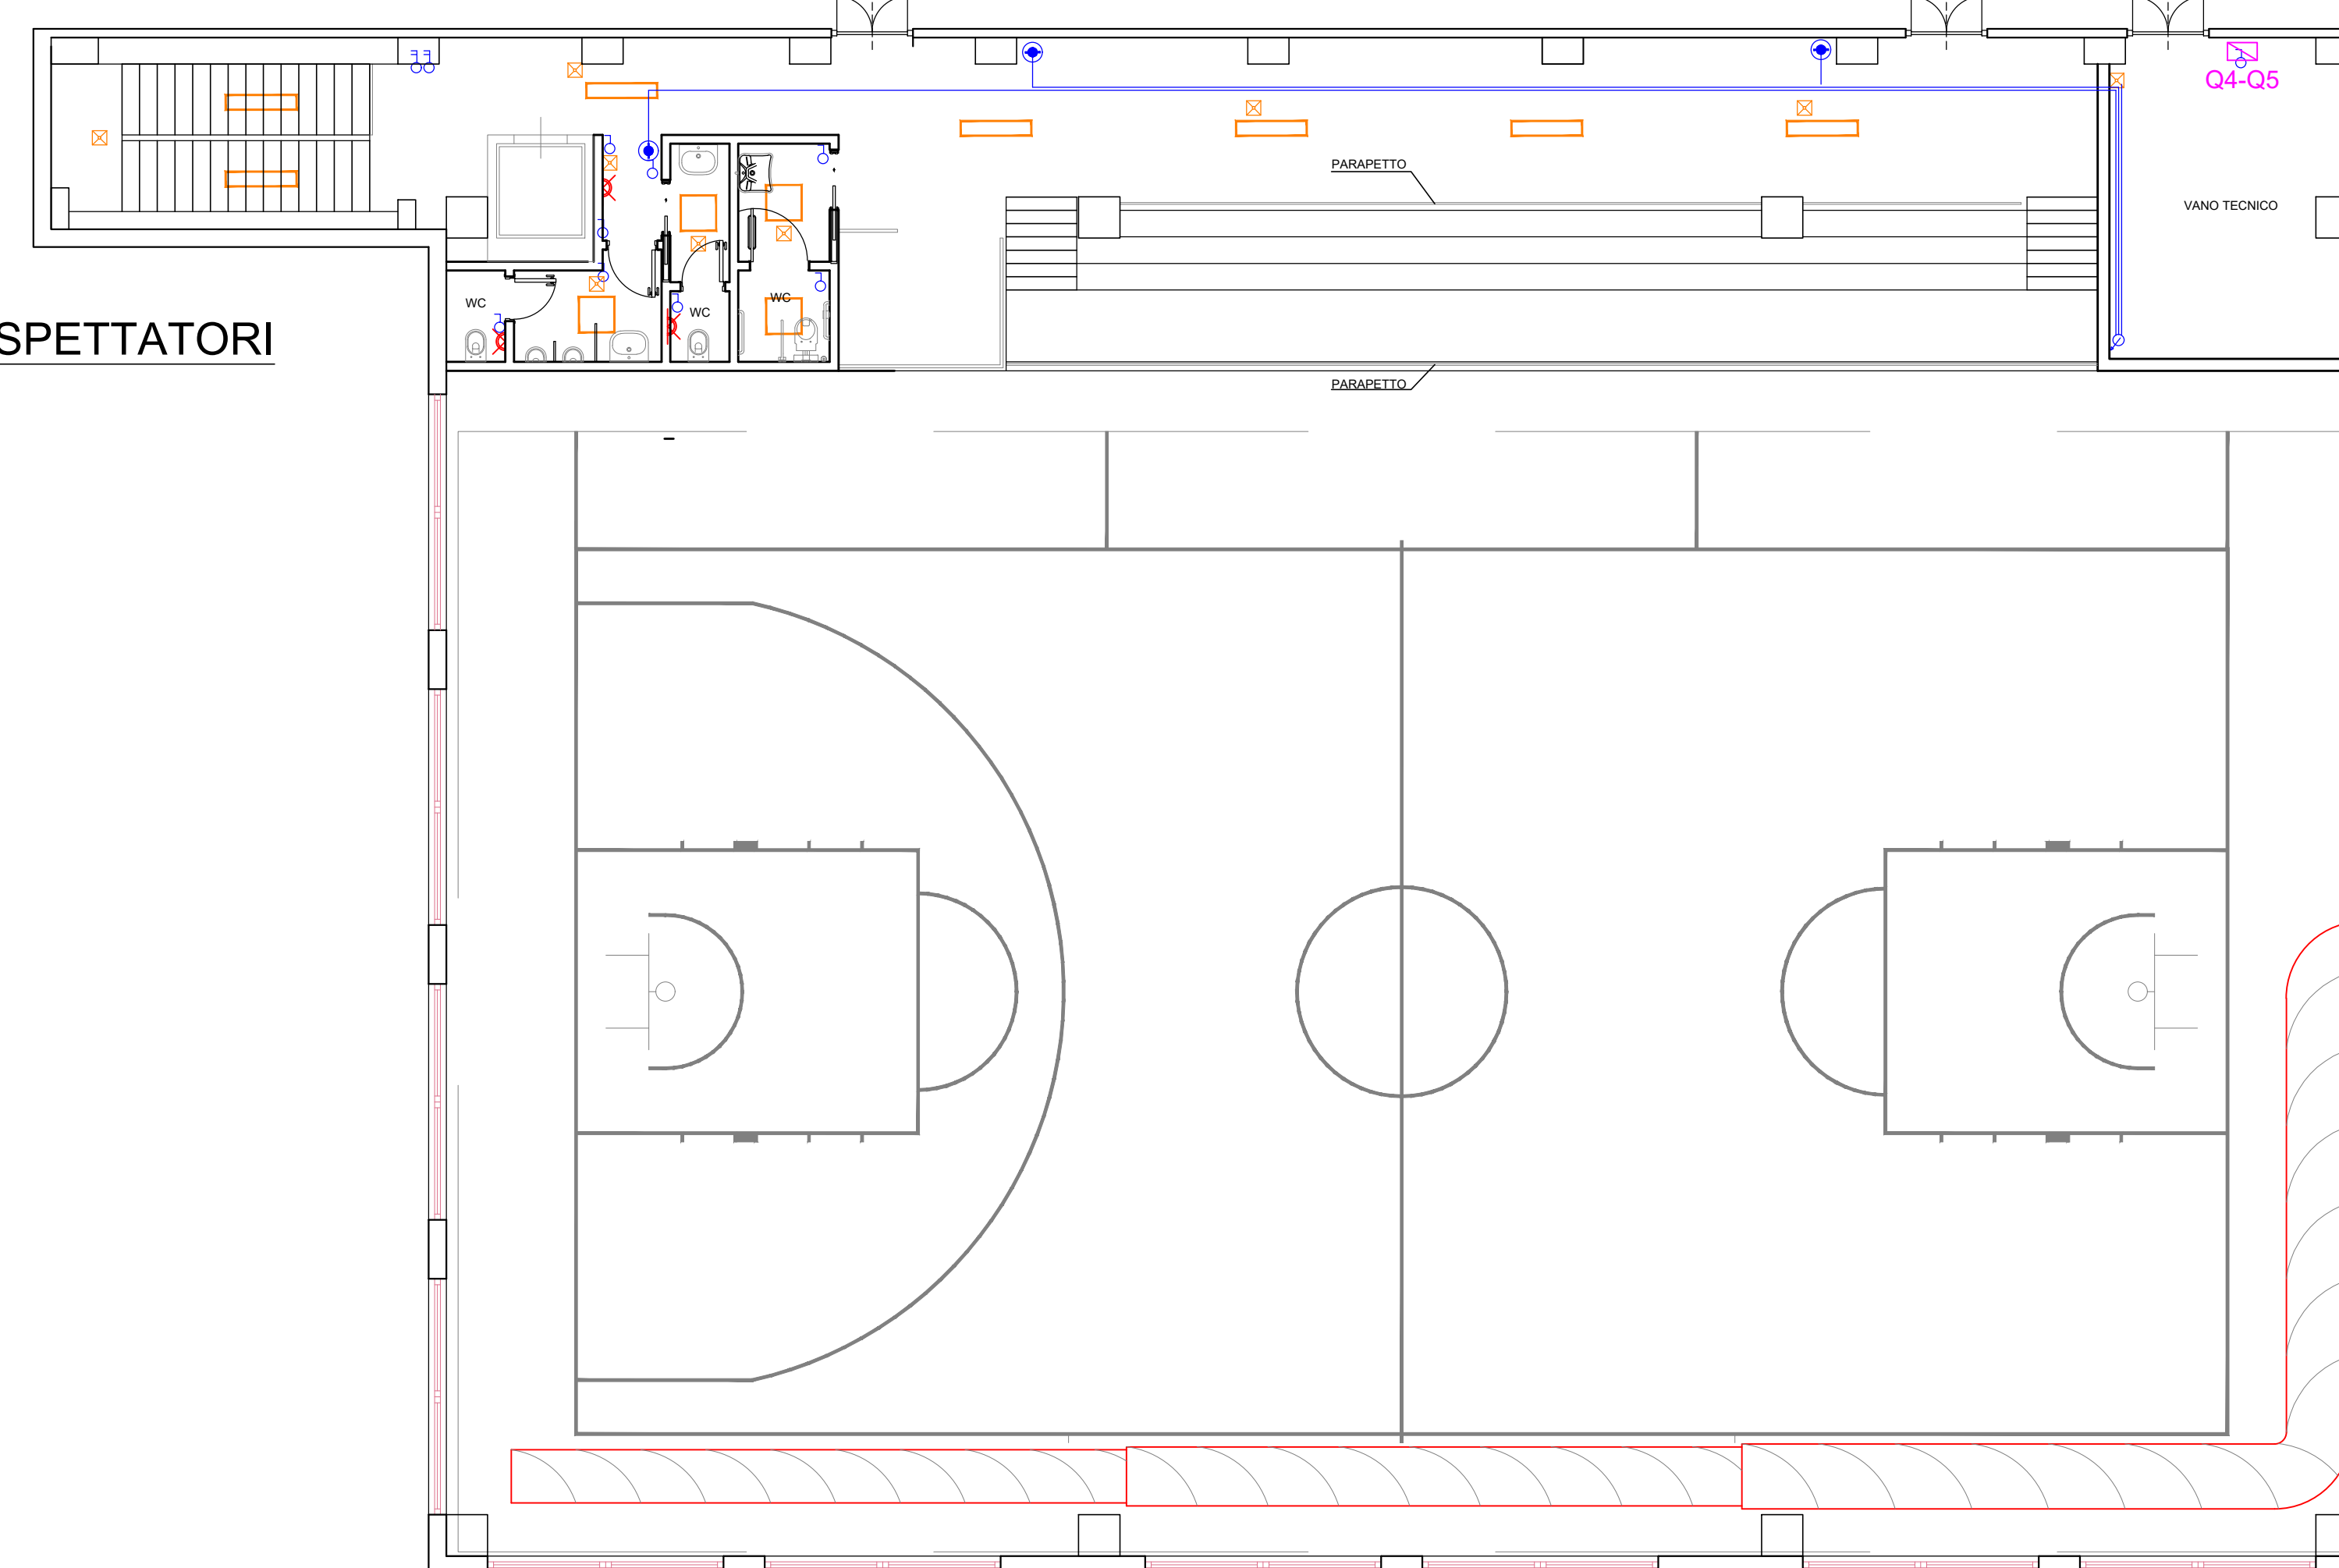 Q4-Q5
PARAPETTO
VANO TECNICO
WC
WC
WC
SPETTATORI
PARAPETTO